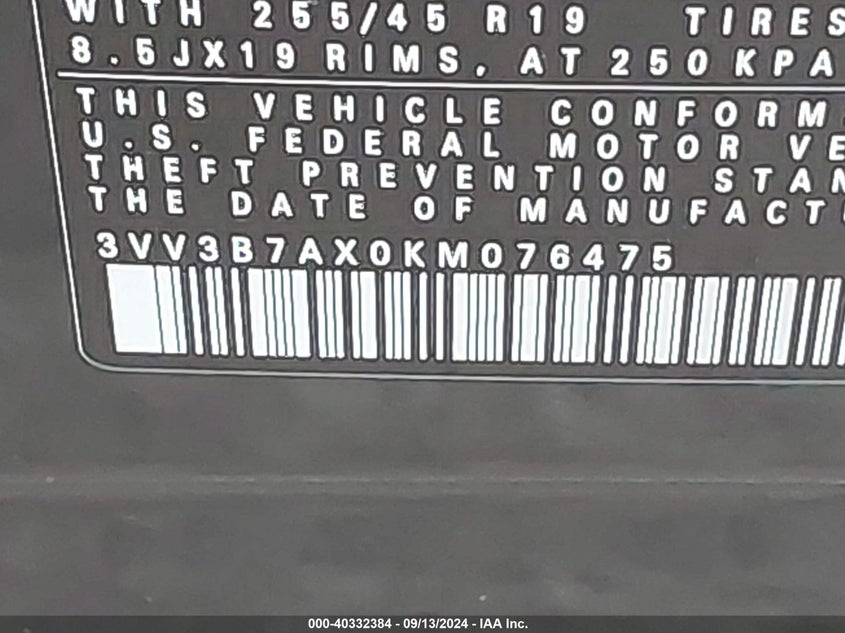 WITH 255/45 R19 TIRES
8.5JX19 RIMS, AT 250 KPA
THIS VEHICLE CONFORM
U.S. FEDERAL MOTOR VE
THEFT PREVENTION STAN
THE DATE OF MANUFACT
3VV3B7AX0KM076475
000-40332384 - 09/13/2024 - IAA Inc.